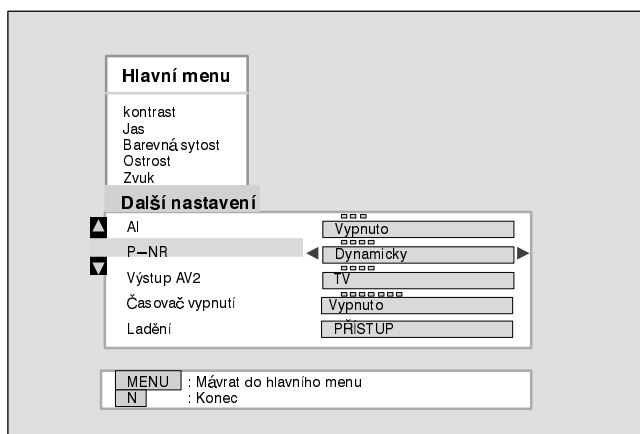 Hlavní menu
kontrast
Jas
Barevná sytost
Ostrost
Zvuk
Další nastavení
AI Vypnuto
P—NR Dynamicky
Výstup AV2 TV
Časovač vypnutí Vypnuto
Ladění PŘÍSTUP
MENU : Mávrat do hlavního menu
N : Konec